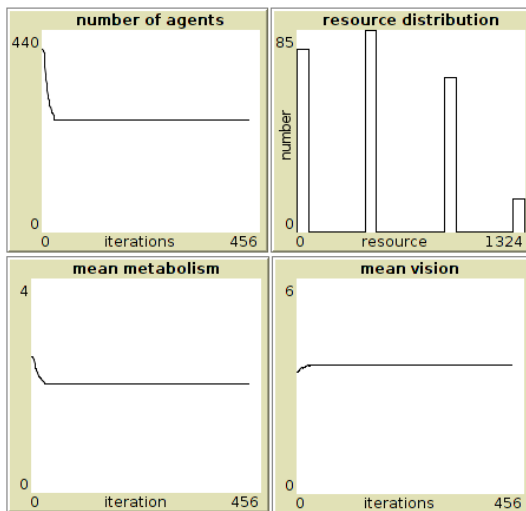 number of agents
440
0
0 iterations 456
resource distribution
85
number
0
0 resource 1324
mean metabolism
4
0
0 iteration 456
mean vision
6
0
0 iterations 456